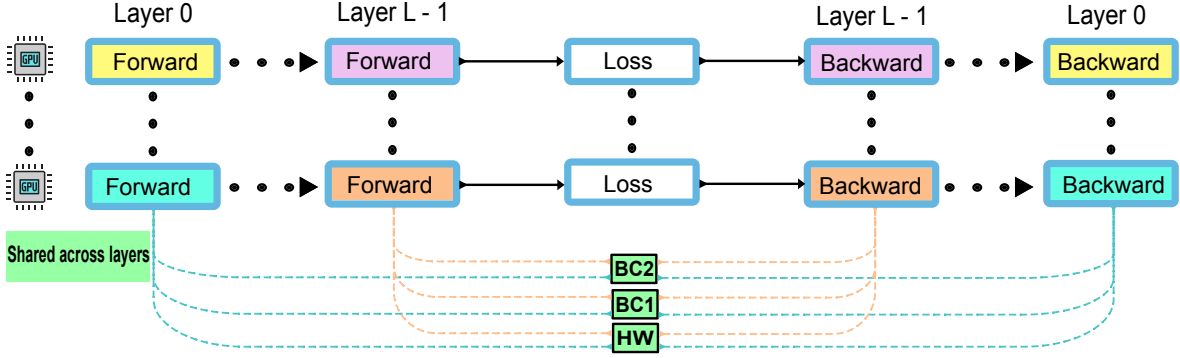 Layer 0 Layer L - 1 Layer L - 1 Layer 0
GPU Forward Forward Loss Backward Backward
GPU Forward Forward Loss Backward Backward
Shared across layers
BC2
BC1
HW